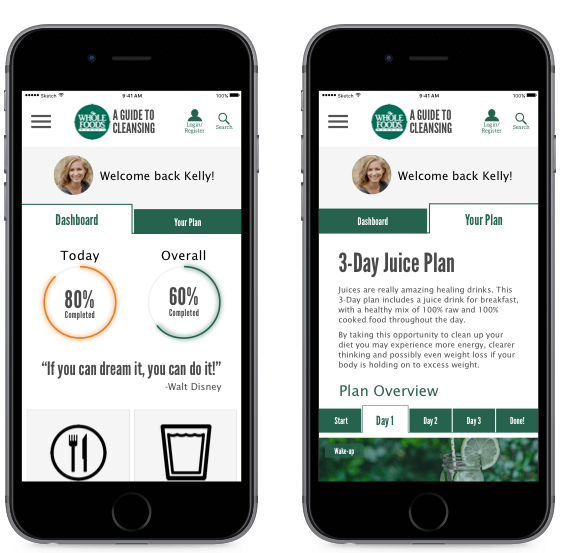 Sketch 9:41 AM 100%
THE
WHOLE
FOODS
MARKET
A GUIDE TO
CLEANSING
Login/
Register
Search
Welcome back Kelly!
Dashboard
Your Plan
Today
Overall
80%
Completed
60%
Completed
“If you can dream it, you can do it!”
-Walt Disney
Sketch 9:41 AM 100%
THE
WHOLE
FOODS
MARKET
A GUIDE TO
CLEANSING
Login/
Register
Search
Welcome back Kelly!
Dashboard
Your Plan
3-Day Juice Plan
Juices are really amazing healing drinks. This
3-Day plan includes a juice drink for breakfast,
with a healthy mix of 100% raw and 100%
cooked food throughout the day.
By taking this opportunity to clean up your
diet you may experience more energy, clearer
thinking and possibly even weight loss if your
body is holding on to excess weight.
Plan Overview
Start
Day 1
Day 2
Day 3
Done!
Wake-up